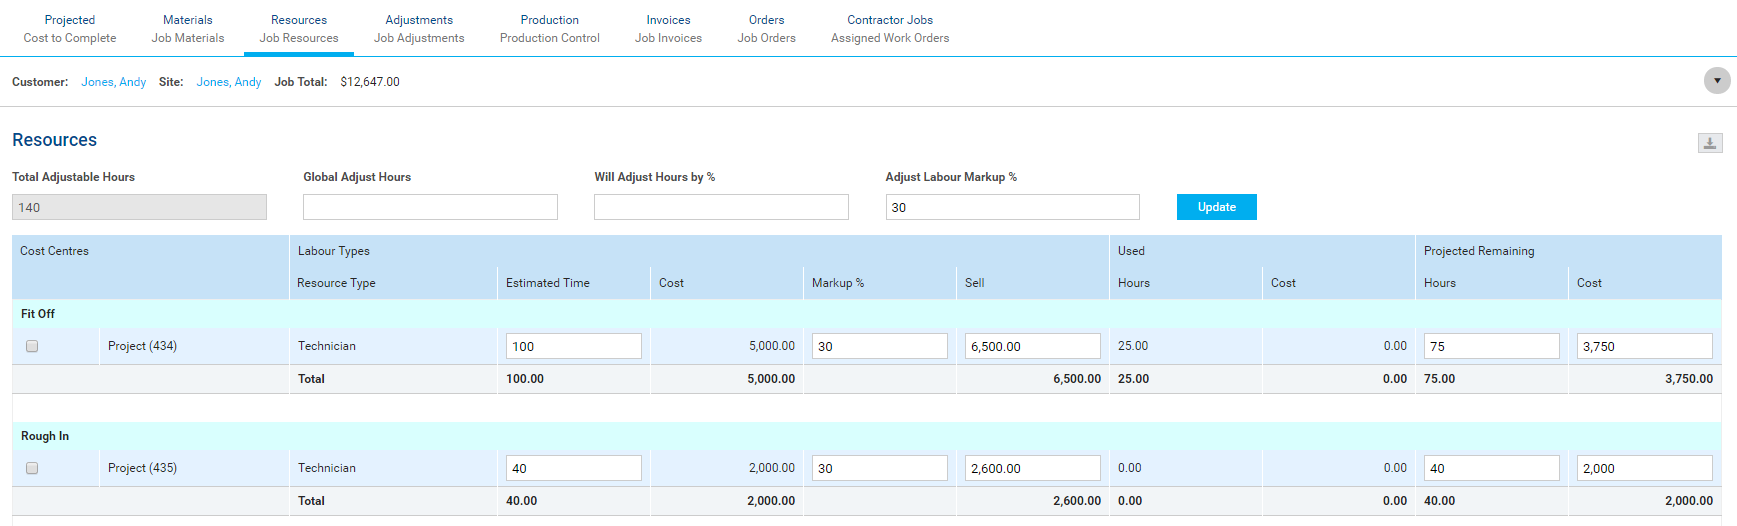 Projected Materials Resources Adjustments Production Invoices Orders Contractor Jobs
Cost to Complete Job Materials Job Resources Job Adjustments Production Control Job Invoices Job Orders Assigned Work Orders
Customer: Jones, Andy Site: Jones, Andy Job Total: $12,647.00
Resources
Total Adjustable Hours Global Adjust Hours Will Adjust Hours by % Adjust Labour Markup %
140 30 Update
Cost Centres Labour Types Used Projected Remaining
Resource Type Estimated Time Cost Markup % Sell Hours Cost Hours Cost
Fit Off
Project (434) Technician 100 5,000.00 30 6,500.00 25.00 0.00 75 3,750
Total 100.00 5,000.00 6,500.00 25.00 0.00 75.00 3,750.00
Rough In
Project (435) Technician 40 2,000.00 30 2,600.00 0.00 0.00 40 2,000
Total 40.00 2,000.00 2,600.00 0.00 0.00 40.00 2,000.00